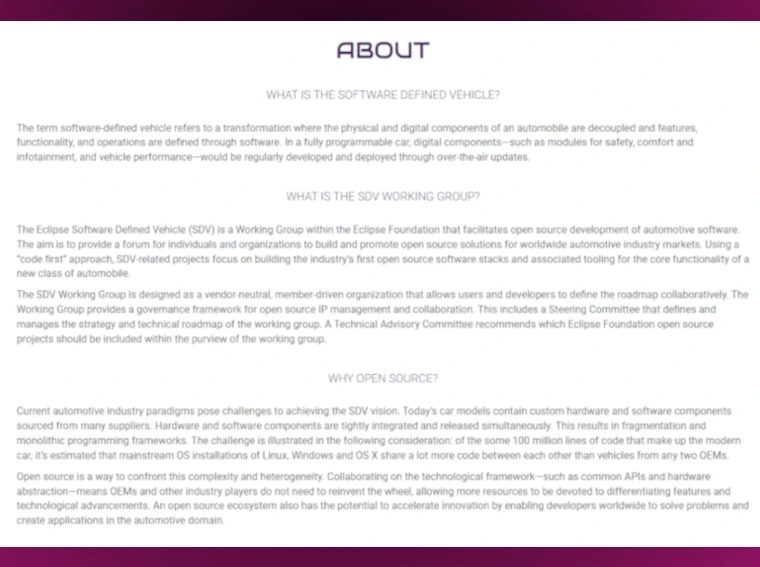 ABOUT
WHAT IS THE SOFTWARE DEFINED VEHICLE?
The term software-defined vehicle refers to a transformation where the physical and digital components of an automobile are decoupled and features,
functionality, and operations are defined through software. In a fully programmable car, digital components—such as modules for safety, comfort and
infotainment, and vehicle performance—would be regularly developed and deployed through over-the-air updates.
WHAT IS THE SDV WORKING GROUP?
The Eclipse Software Defined Vehicle (SDV) is a Working Group within the Eclipse Foundation that facilitates open source development of automotive software.
The aim is to provide a forum for individuals and organizations to build and promote open source solutions for worldwide automotive industry markets. Using a
"code first" approach, SDV-related projects focus on building the industry's first open source software stacks and associated tooling for the core functionality of a
new class of automobile.
The SDV Working Group is designed as a vendor-neutral, member-driven organization that allows users and developers to define the roadmap collaboratively. The
Working Group provides a governance framework for open source IP management and collaboration. This includes a Steering Committee that defines and
manages the strategy and technical roadmap of the working group. A Technical Advisory Committee recommends which Eclipse Foundation open source
projects should be included within the purview of the working group.
WHY OPEN SOURCE?
Current automotive industry paradigms pose challenges to achieving the SDV vision. Today's car models contain custom hardware and software components
sourced from many suppliers. Hardware and software components are tightly integrated and released simultaneously. This results in fragmentation and
monolithic programming frameworks. The challenge is illustrated in the following consideration: of the some 100 million lines of code that make up the modern
car, it's estimated that mainstream OS installations of Linux, Windows and OS X share a lot more code between each other than vehicles from any two OEMs.
Open source is a way to confront this complexity and heterogeneity. Collaborating on the technological framework—such as common APIs and hardware
abstraction—means OEMs and other industry players do not need to reinvent the wheel, allowing more resources to be devoted to differentiating features and
technological advancements. An open source ecosystem also has the potential to accelerate innovation by enabling developers worldwide to solve problems and
create applications in the automotive domain.